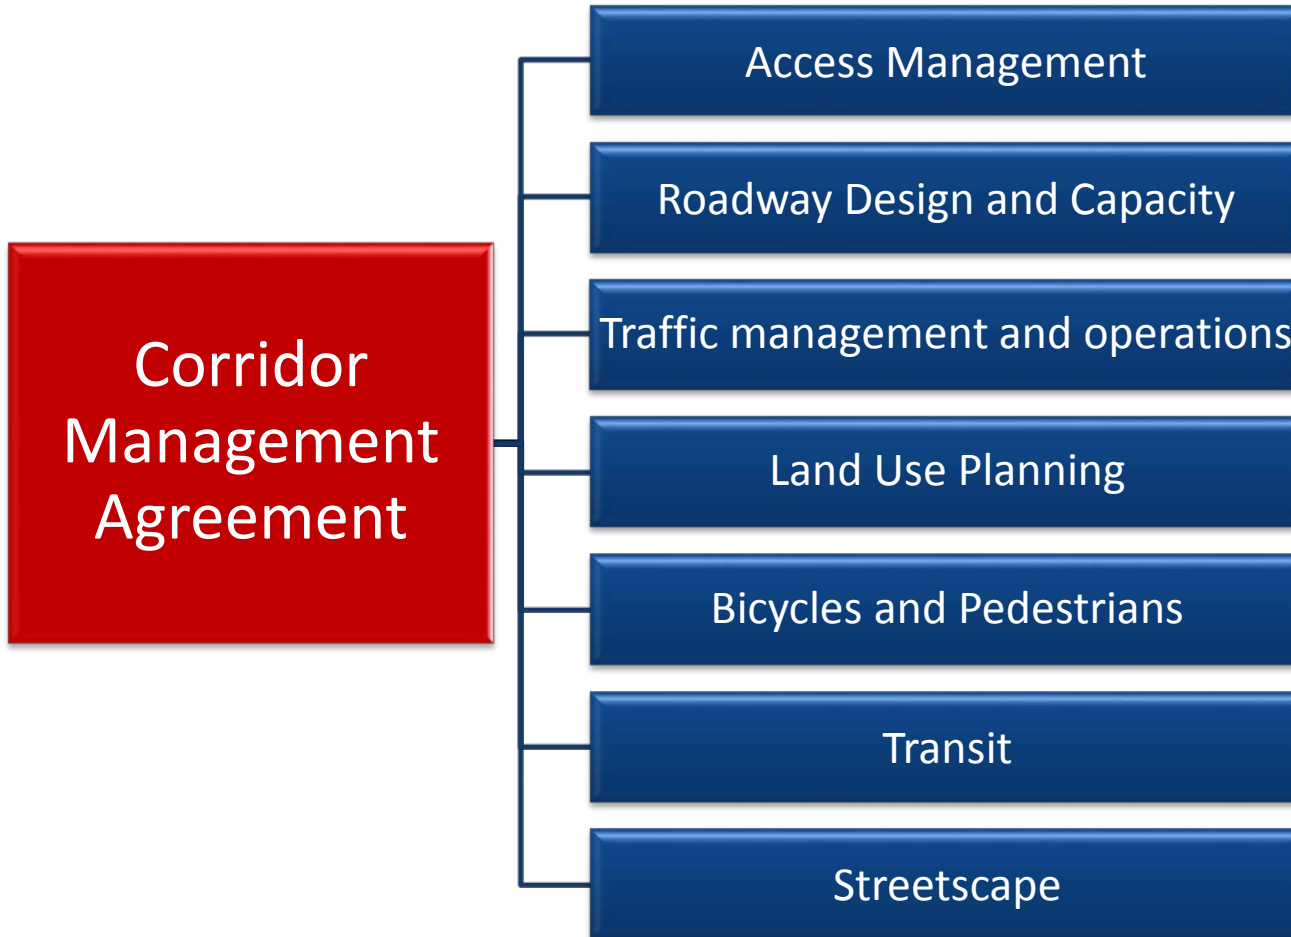 Corridor
Management
Agreement
Access Management
Roadway Design and Capacity
Traffic management and operations
Land Use Planning
Bicycles and Pedestrians
Transit
Streetscape